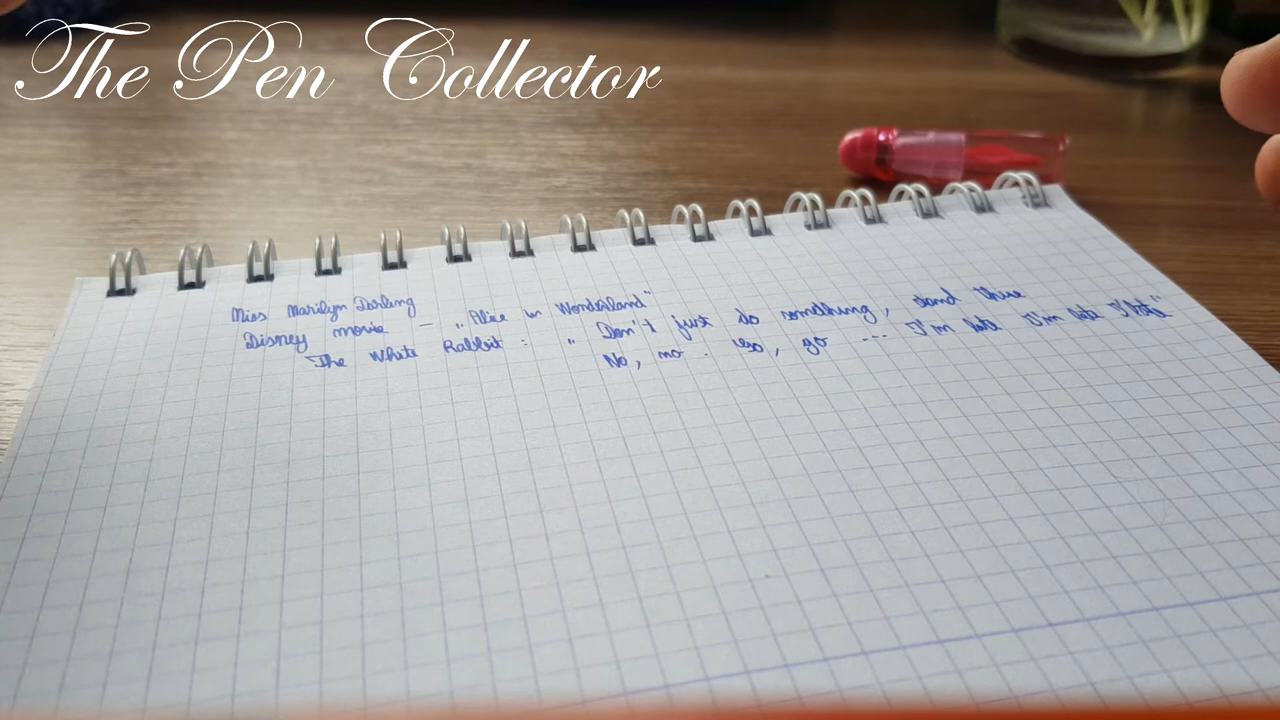 The Pen Collector
Miss Marilyn Darling
Disney movie – „Alice in Wonderland"
The White Rabbit: " Don't just do something, stand there
No, no. Go, go ... I'm late I'm late I'late"